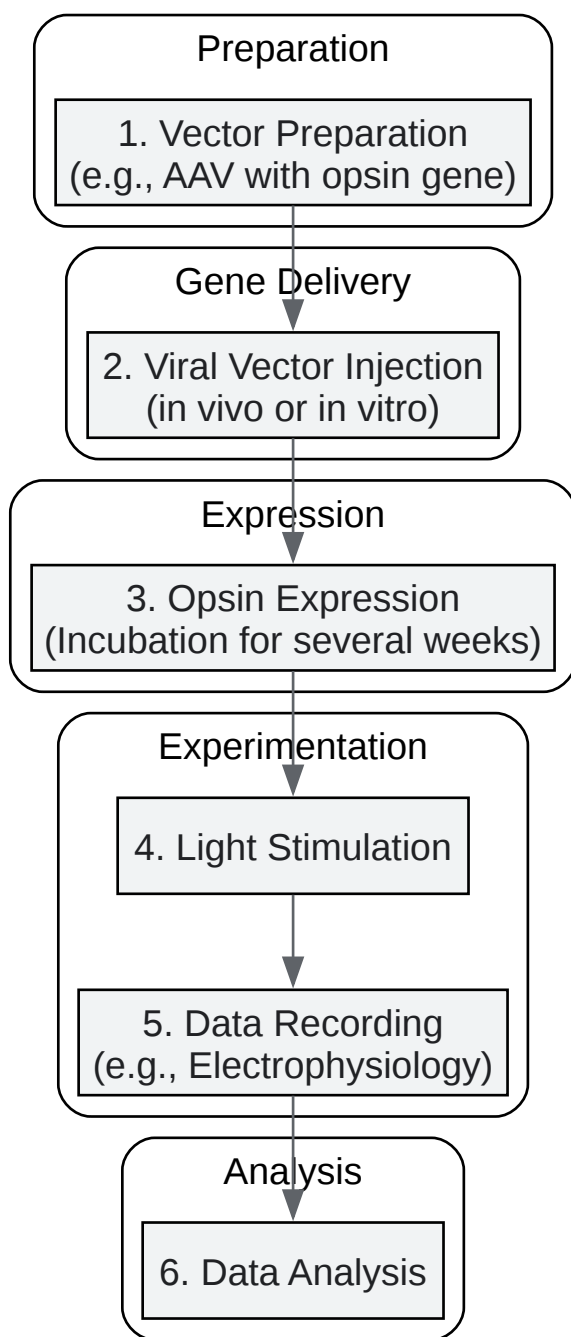 Preparation
1. Vector Preparation
(e.g., AAV with opsin gene)
Gene Delivery
2. Viral Vector Injection
(in vivo or in vitro)
Expression
3. Opsin Expression
(Incubation for several weeks)
Experimentation
4. Light Stimulation
5. Data Recording
(e.g., Electrophysiology)
Analysis
6. Data Analysis